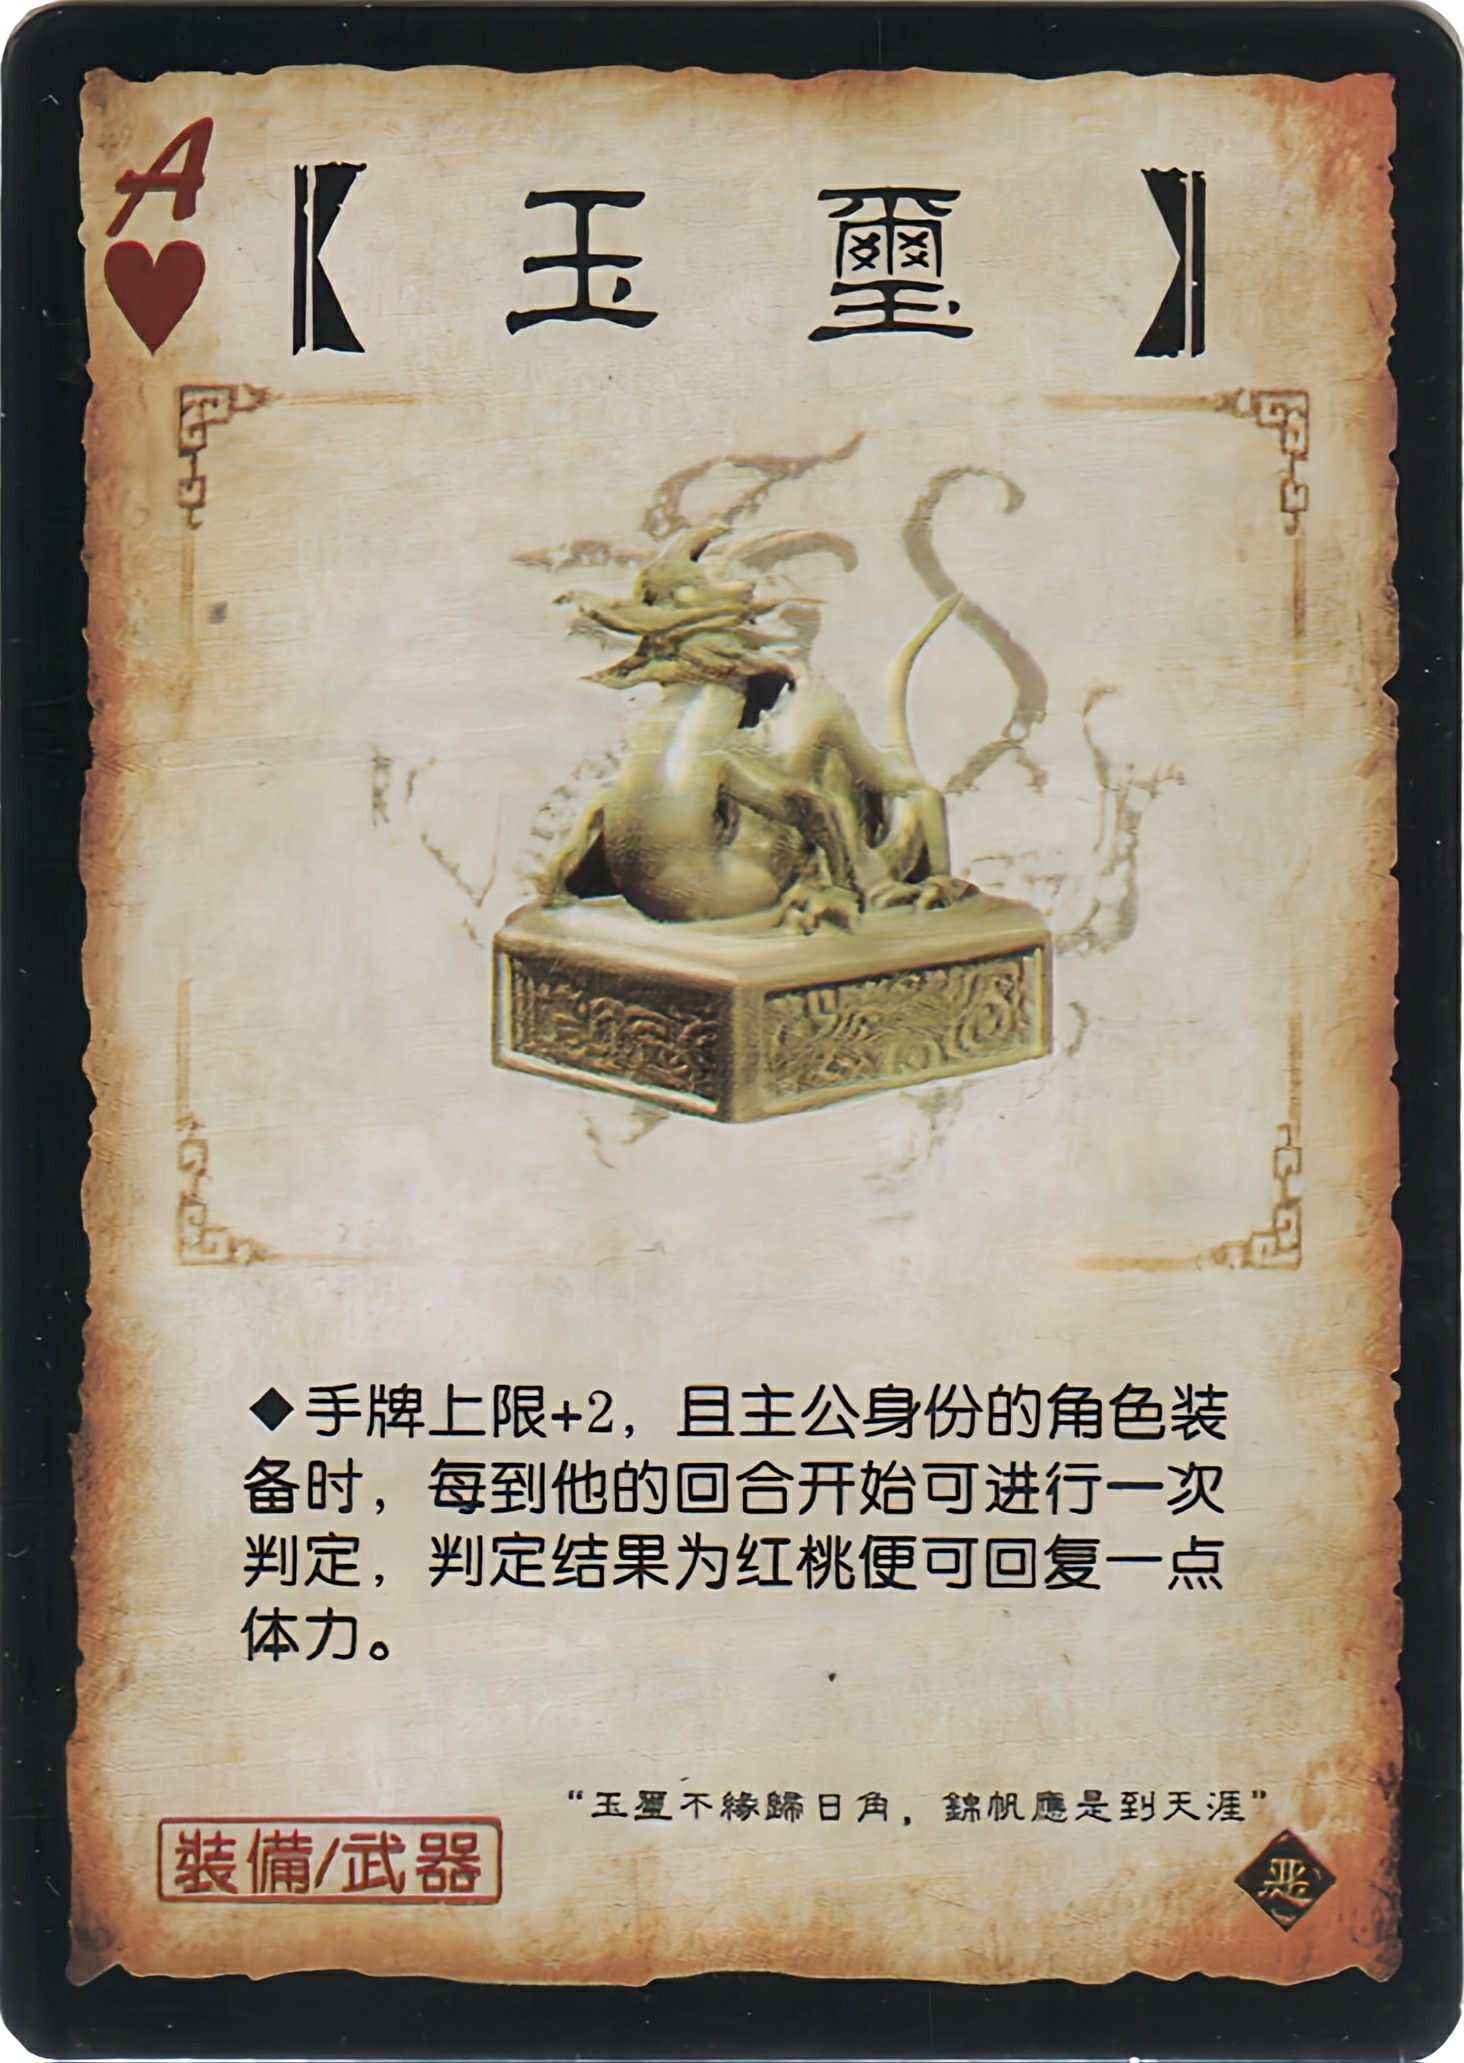 A
【玉璽】
◆手牌上限+2，且主公身份的角色装
备时，每到他的回合开始可进行一次
判定，判定结果为红桃便可回复一点
体力。
“玉璽不緣歸日角，錦帆應是到天涯”
裝備/武器
恶